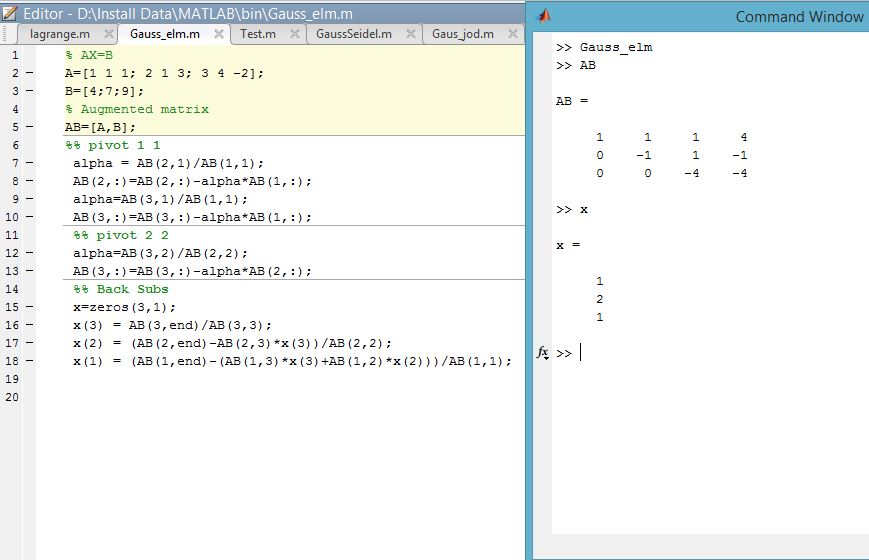 Editor - D:\Install Data\MATLAB\bin\Gauss_elm.m
lagrange.m Gauss_elm.m Test.m GaussSeidel.m Gaus_jod.m
1 % AX=B
2 – A=[1 1 1; 2 1 3; 3 4 -2];
3 – B=[4;7;9];
4 % Augmented matrix
5 – AB=[A,B];
6 %% pivot 1 1
7 – alpha = AB(2,1)/AB(1,1);
8 – AB(2,:)=AB(2,:)-alpha*AB(1,:);
9 – alpha=AB(3,1)/AB(1,1);
10 – AB(3,:)=AB(3,:)-alpha*AB(1,:);
11 %% pivot 2 2
12 – alpha=AB(3,2)/AB(2,2);
13 – AB(3,:)=AB(3,:)-alpha*AB(2,:);
14 %% Back Subs
15 – x=zeros(3,1);
16 – x(3) = AB(3,end)/AB(3,3);
17 – x(2) = (AB(2,end)-AB(2,3)*x(3))/AB(2,2);
18 – x(1) = (AB(1,end)-(AB(1,3)*x(3)+AB(1,2)*x(2)))/AB(1,1);
19
20
Command Window
>> Gauss_elm
>> AB
AB =
1 1 1 4
0 -1 1 -1
0 0 -4 -4
>> x
x =
1
2
1
fx >>